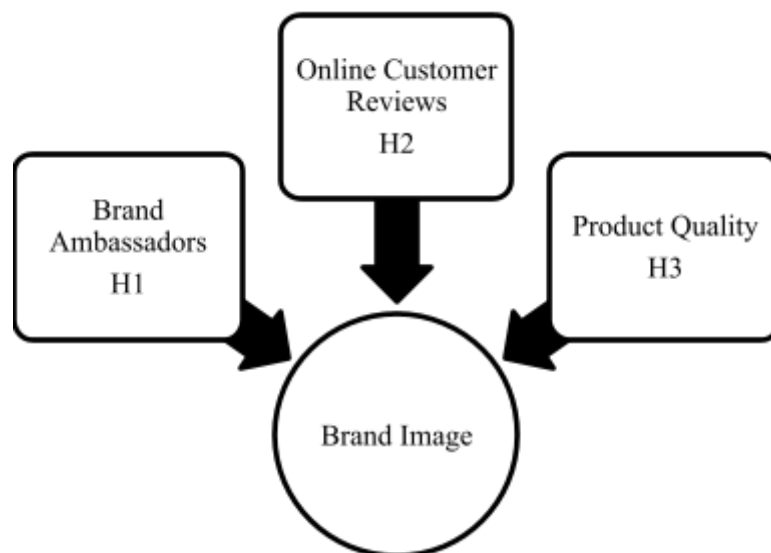 Online Customer
Reviews
H2
Brand
Ambassadors
H1
Product Quality
H3
Brand Image